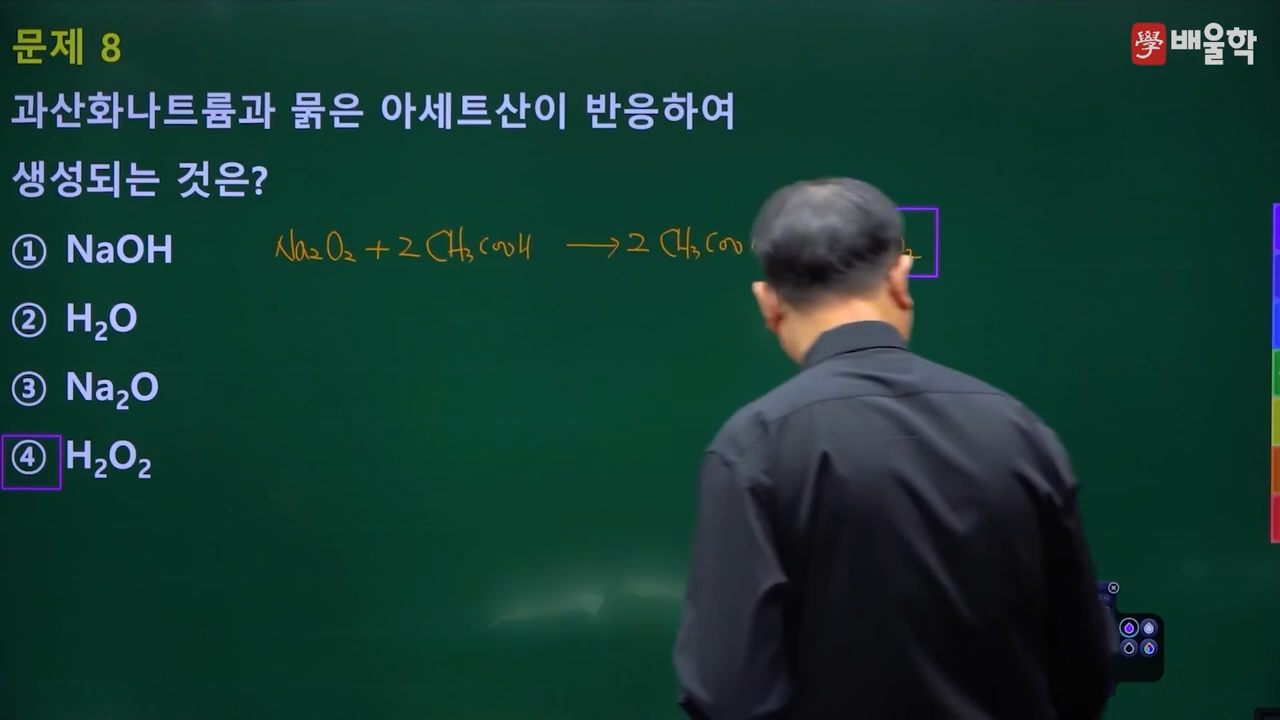 문제 8
學 배울학
과산화나트륨과 묽은 아세트산이 반응하여
생성되는 것은?
① NaOH
Na₂O₂ + 2 CH₃COOH → 2 CH₃COO
② H₂O
③ Na₂O
④ H₂O₂